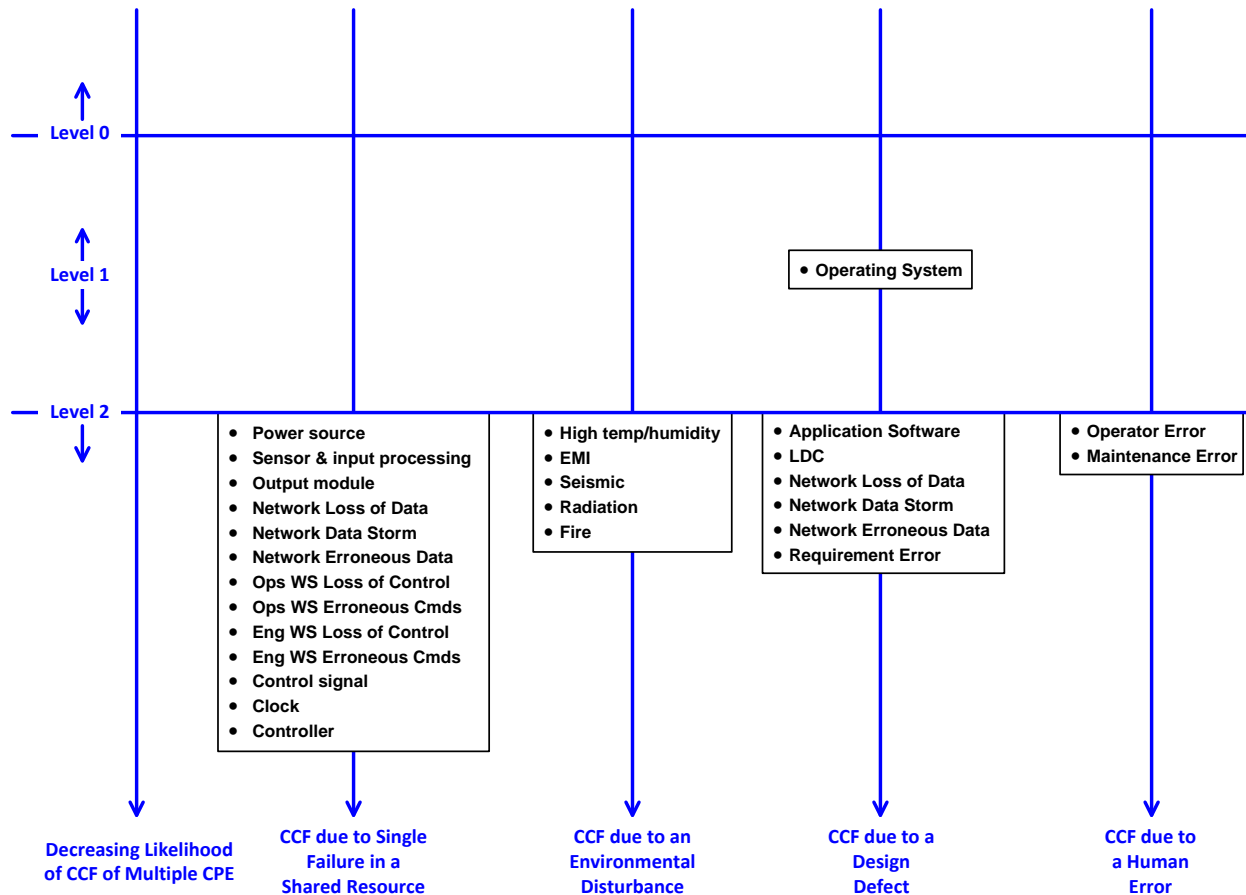 Level 0
Level 1
• Operating System
Level 2
• Power source
• Sensor & input processing
• Output module
• Network Loss of Data
• Network Data Storm
• Network Erroneous Data
• Ops WS Loss of Control
• Ops WS Erroneous Cmds
• Eng WS Loss of Control
• Eng WS Erroneous Cmds
• Control signal
• Clock
• Controller
• High temp/humidity
• EMI
• Seismic
• Radiation
• Fire
• Application Software
• LDC
• Network Loss of Data
• Network Data Storm
• Network Erroneous Data
• Requirement Error
• Operator Error
• Maintenance Error
Decreasing Likelihood
of CCF of Multiple CPE
CCF due to Single
Failure in a
Shared Resource
CCF due to an
Environmental
Disturbance
CCF due to a
Design
Defect
CCF due to
a Human
Error